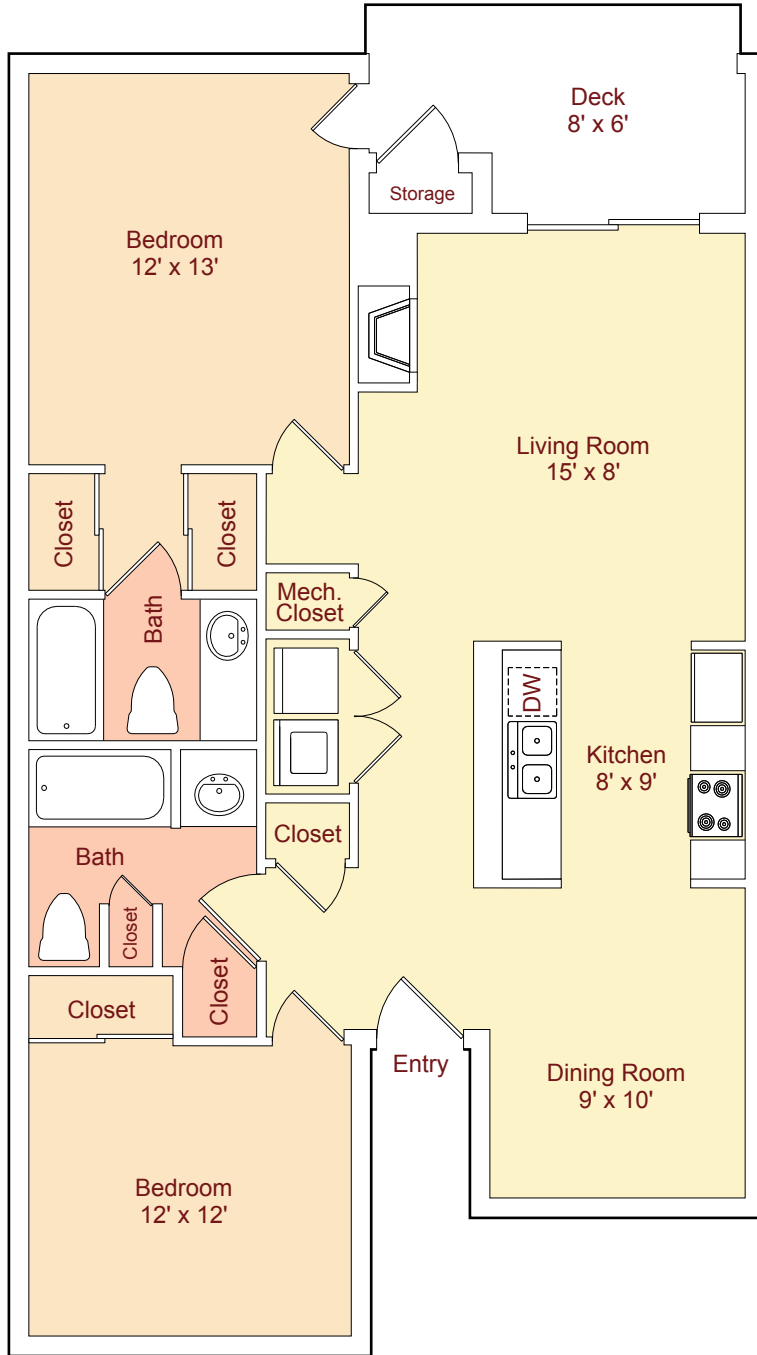 Deck
8' x 6'
Storage
Bedroom
12' x 13'
Living Room
15' x 8'
Closet
Closet
Mech.
Closet
Bath
DW
Kitchen
8' x 9'
Closet
Bath
Closet
Closet
Closet
Entry
Dining Room
9' x 10'
Bedroom
12' x 12'